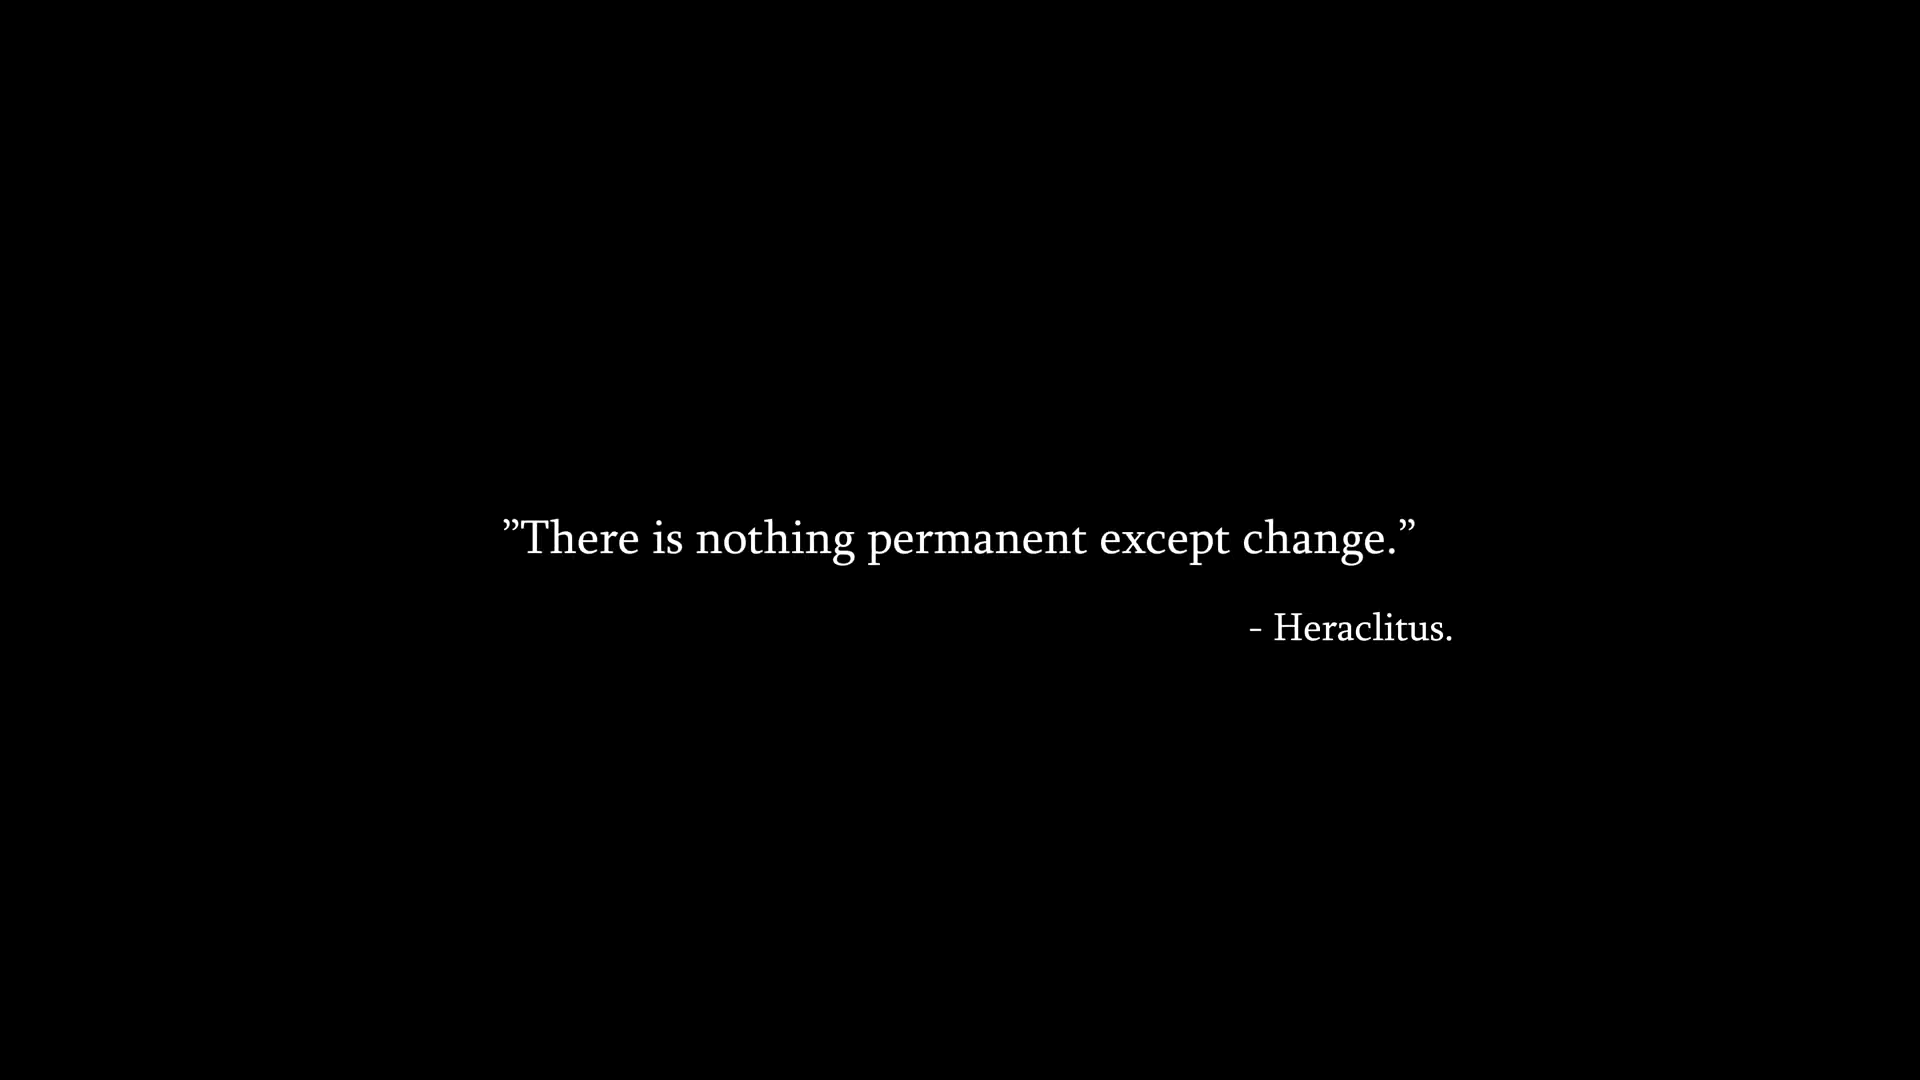 ”There is nothing permanent except change.”
- Heraclitus.